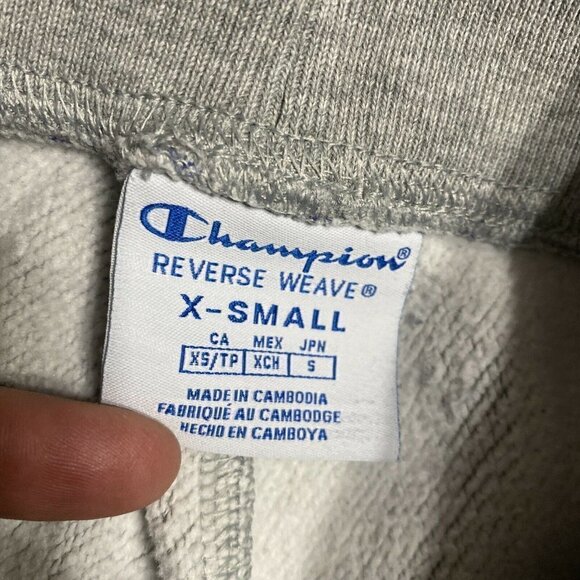 Champion®
REVERSE WEAVE®
X-SMALL
CA MEX JPN
XS/TP XCH S
MADE IN CAMBODIA
FABRIQUÉ AU CAMBODGE
HECHO EN CAMBOYA